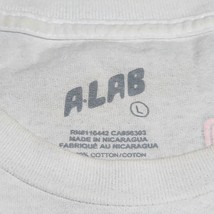 A-LAB
L
RN#110442 CA#56303
MADE IN NICARAGUA
FABRIQUÉ AU NICARAGUA
COTTON/COTON